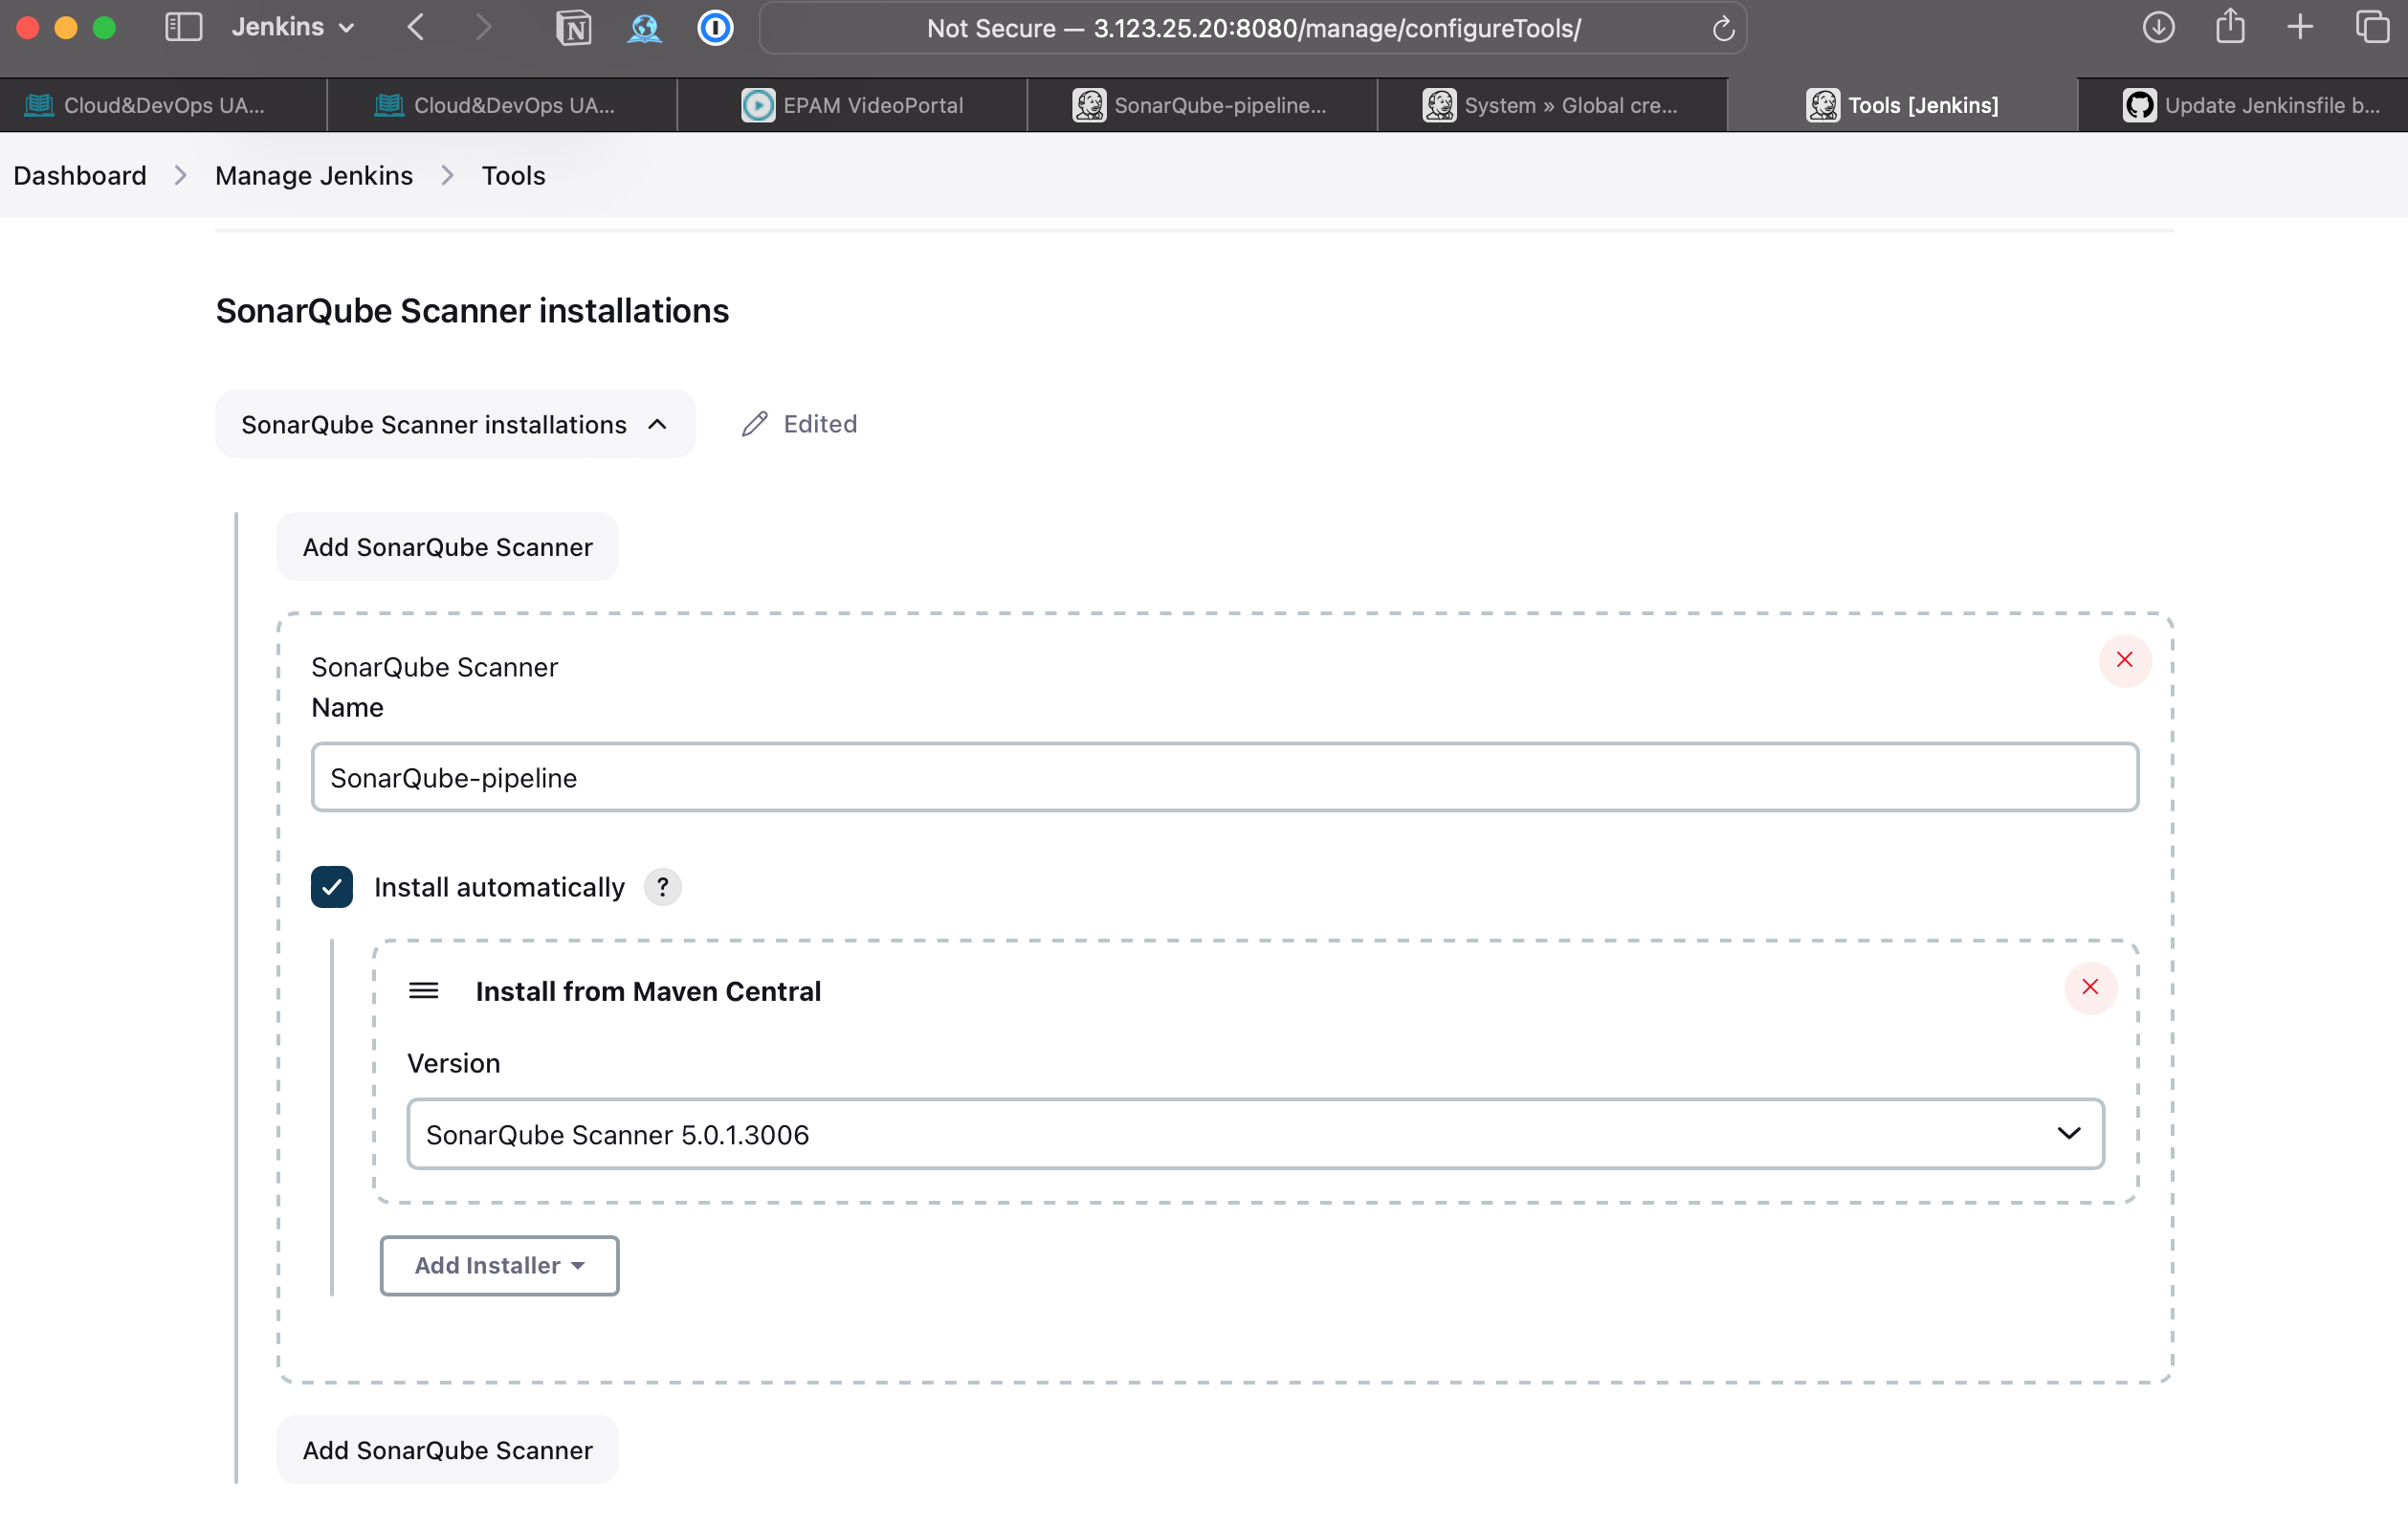 Jenkins
Not Secure — 3.123.25.20:8080/manage/configureTools/
Cloud&DevOps UA...
Cloud&DevOps UA...
EPAM VideoPortal
SonarQube-pipeline...
System » Global cre...
Tools [Jenkins]
Update Jenkinsfile b...
Dashboard > Manage Jenkins > Tools
SonarQube Scanner installations
SonarQube Scanner installations
Edited
Add SonarQube Scanner
SonarQube Scanner
Name
SonarQube-pipeline
Install automatically ?
Install from Maven Central
Version
SonarQube Scanner 5.0.1.3006
Add Installer
Add SonarQube Scanner